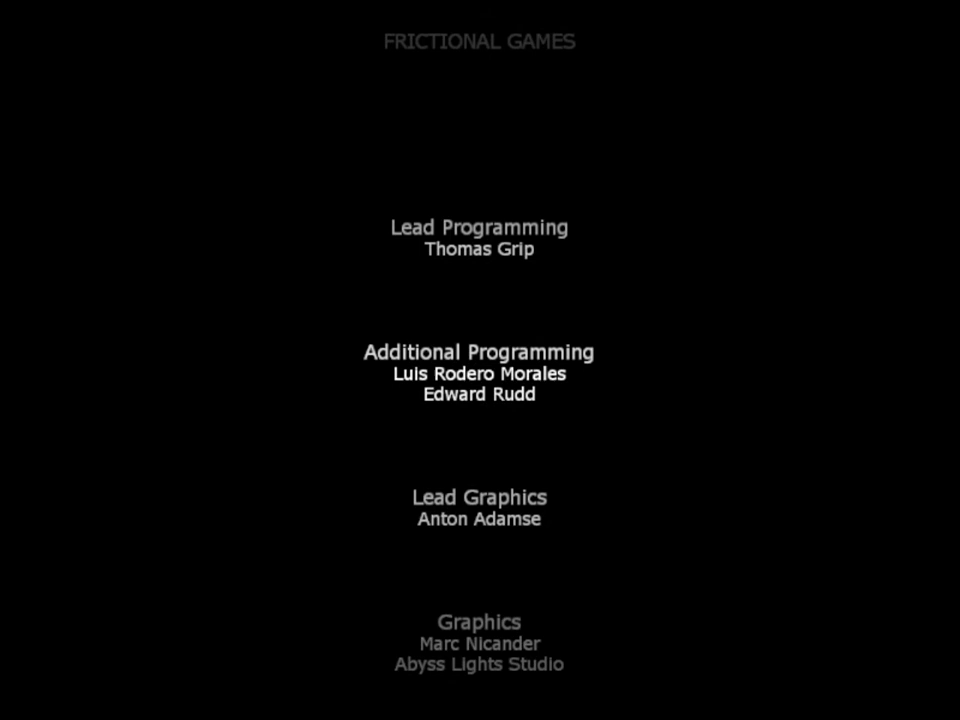 FRICTIONAL GAMES
Lead Programming
Thomas Grip
Additional Programming
Luis Rodero Morales
Edward Rudd
Lead Graphics
Anton Adamse
Graphics
Marc Nicander
Abyss Lights Studio